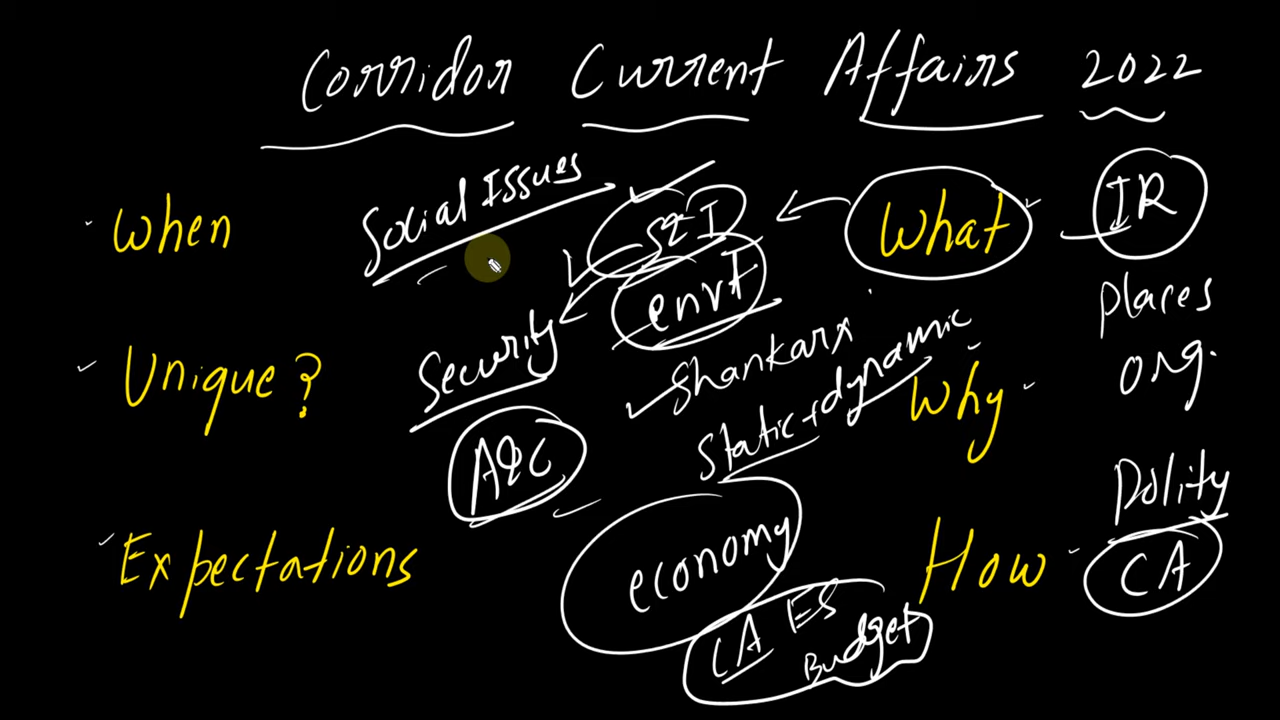 Corridor Current Affairs 2022
When
Social Issues
S&I
What
IR
envt
Places
Security
Shankar
org.
Unique?
static + dynamic
Why
A&C
Polity
economy
Expectations
How
CA
CA ES
Budget